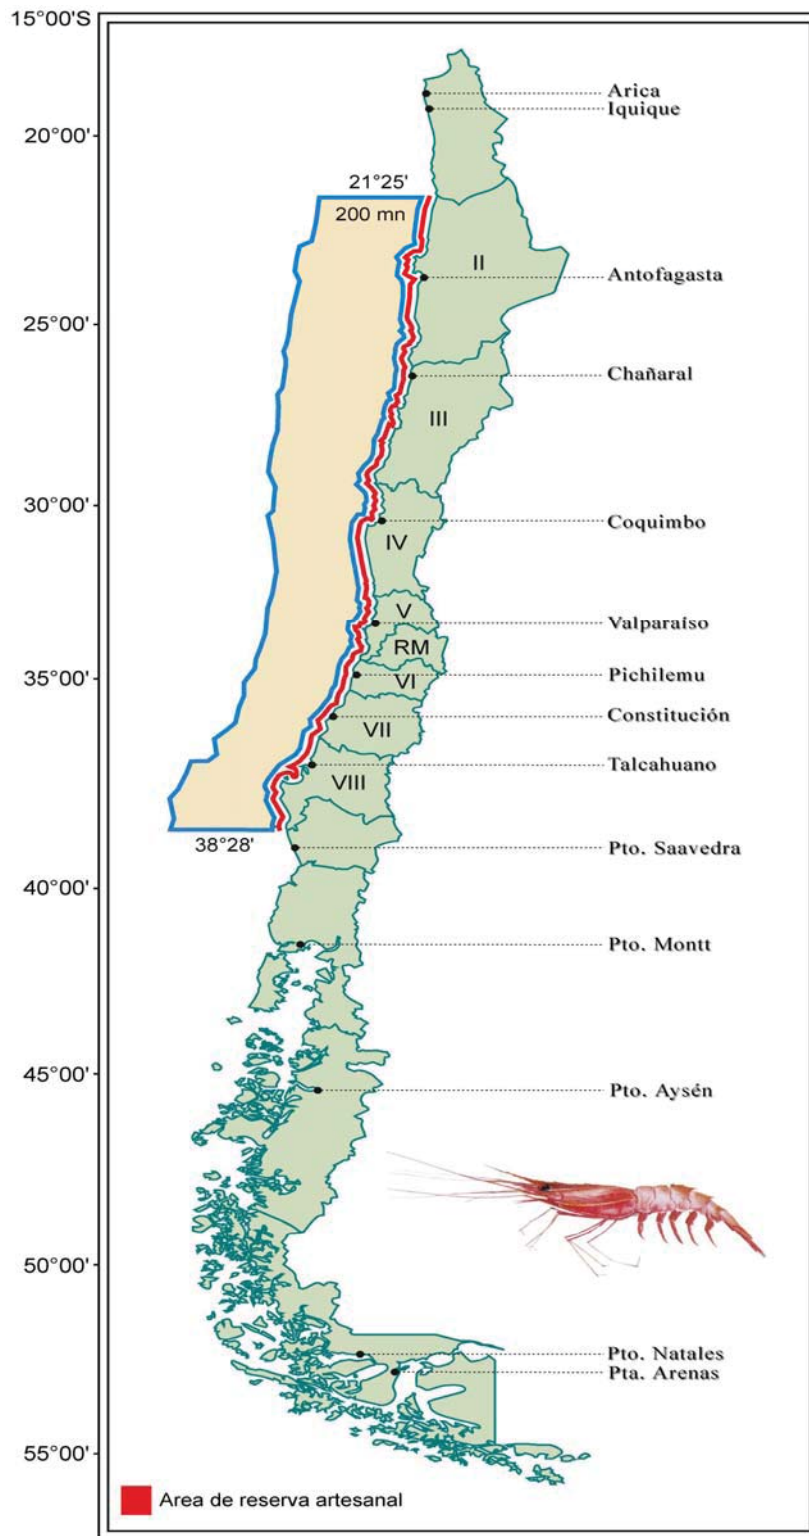 15°00'S
Arica
Iquique
20°00'
21°25'
200 mn
II
Antofagasta
25°00'
Chañaral
III
30°00'
Coquimbo
IV
V
Valparaíso
RM
35°00'
Pichilemu
VI
Constitución
VII
Talcahuano
VIII
38°28'
Pto. Saavedra
40°00'
Pto. Montt
45°00'
Pto. Aysén
50°00'
Pto. Natales
Pta. Arenas
55°00'
Area de reserva artesanal